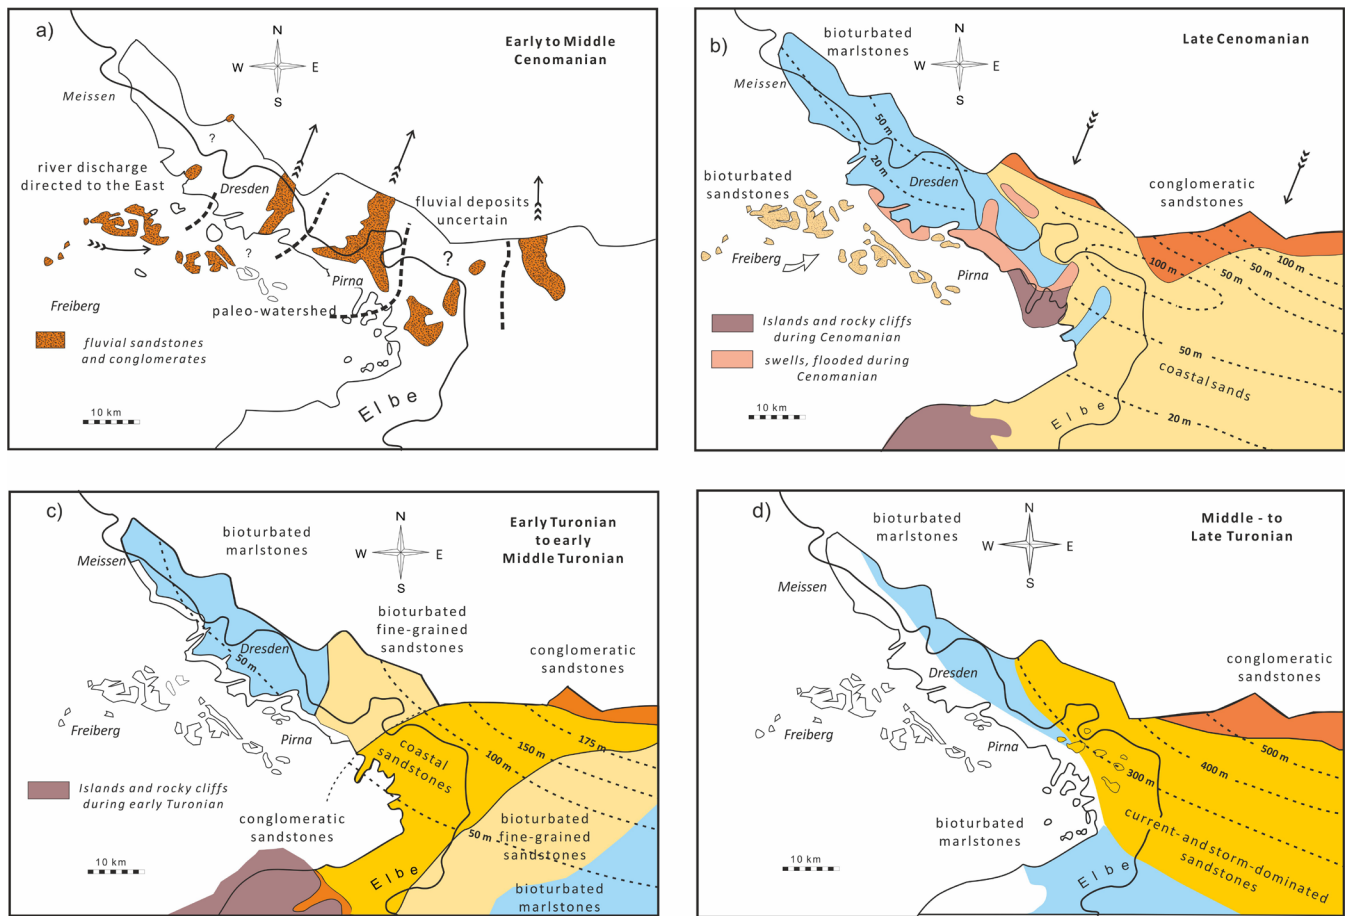 a)
N
W
E
S
Early to Middle
Cenomanian
Meissen
?
river discharge
directed to the East
Dresden
fluvial deposits
uncertain
?
?
Pirna
Freiberg
paleo-watershed
fluvial sandstones
and conglomerates
10 km
Elbe
b)
bioturbated
marlstones
N
W
E
S
Late Cenomanian
Meissen
50 m
20 m
Dresden
bioturbated
sandstones
conglomeratic
sandstones
Freiberg
Pirna
100 m
50 m
50 m
100 m
Islands and rocky cliffs
during Cenomanian
swells, flooded during
Cenomanian
50 m
coastal sands
10 km
Elbe
20 m
c)
bioturbated
marlstones
N
W
E
S
Early Turonian
to early
Middle Turonian
Meissen
bioturbated
fine-grained
sandstones
Dresden
50 m
conglomeratic
sandstones
Freiberg
Pirna
coastal
sandstones
100 m
150 m
175 m
Islands and rocky cliffs
during early Turonian
conglomeratic
sandstones
50 m
bioturbated
fine-grained
sandstones
10 km
Elbe
bioturbated
marlstones
d)
bioturbated
marlstones
N
W
E
S
Middle - to
Late Turonian
Meissen
Dresden
conglomeratic
sandstones
Freiberg
Pirna
300 m
400 m
500 m
bioturbated
marlstones
current-and storm-dominated
sandstones
10 km
Elbe